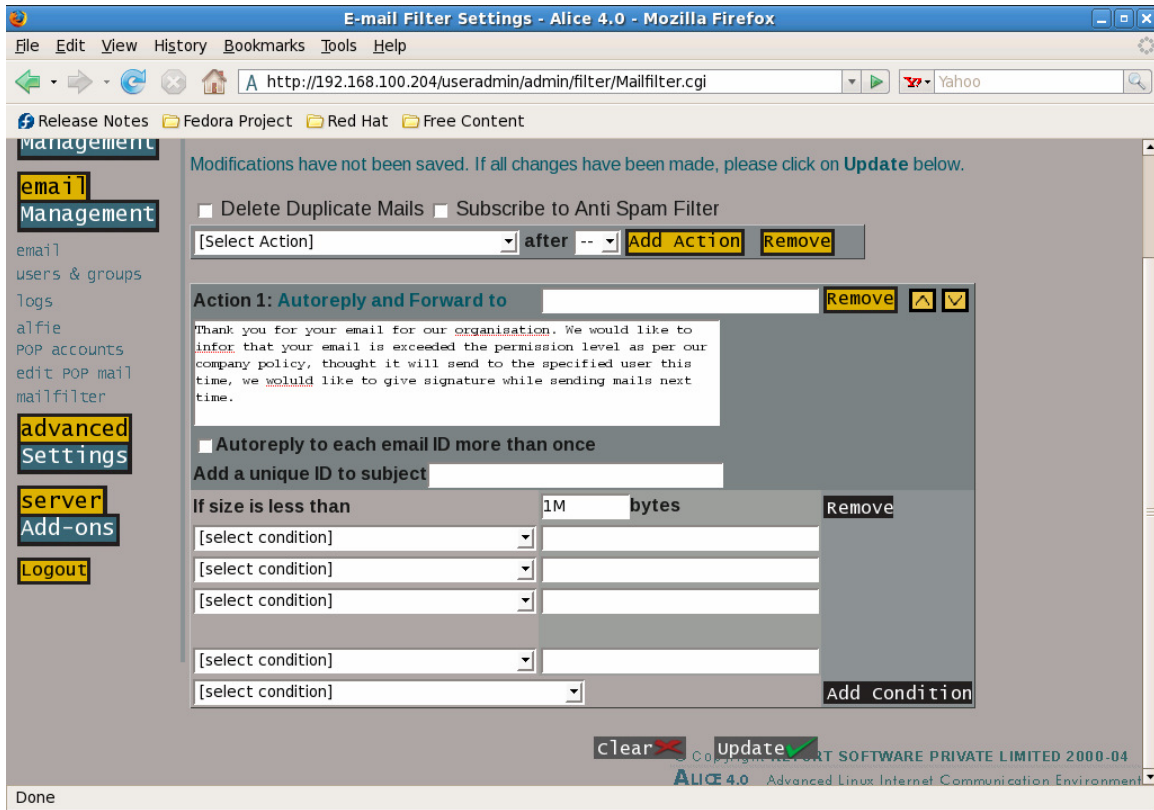 E-mail Filter Settings - Alice 4.0 - Mozilla Firefox
File Edit View History Bookmarks Tools Help
http://192.168.100.204/useradmin/admin/filter/Mailfilter.cgi
Yahoo
Release Notes Fedora Project Red Hat Free Content
Management
email
Management
email
users & groups
logs
alfie
POP accounts
edit POP mail
mailfilter
advanced
Settings
server
Add-ons
Logout
Modifications have not been saved. If all changes have been made, please click on Update below.
Delete Duplicate Mails Subscribe to Anti Spam Filter
[Select Action] after -- Add Action Remove
Action 1: Autoreply and Forward to Remove
Thank you for your email for our organisation. We would like to
infor that your email is exceeded the permission level as per our
company policy, thought it will send to the specified user this
time, we woluld like to give signature while sending mails next
time.
Autoreply to each email ID more than once
Add a unique ID to subject
If size is less than 1M bytes Remove
[select condition]
[select condition]
[select condition]
[select condition]
[select condition] Add Condition
Clear Update
SOFTWARE PRIVATE LIMITED 2000-04
ALICE 4.0 Advanced Linux Internet Communication Environment
Done